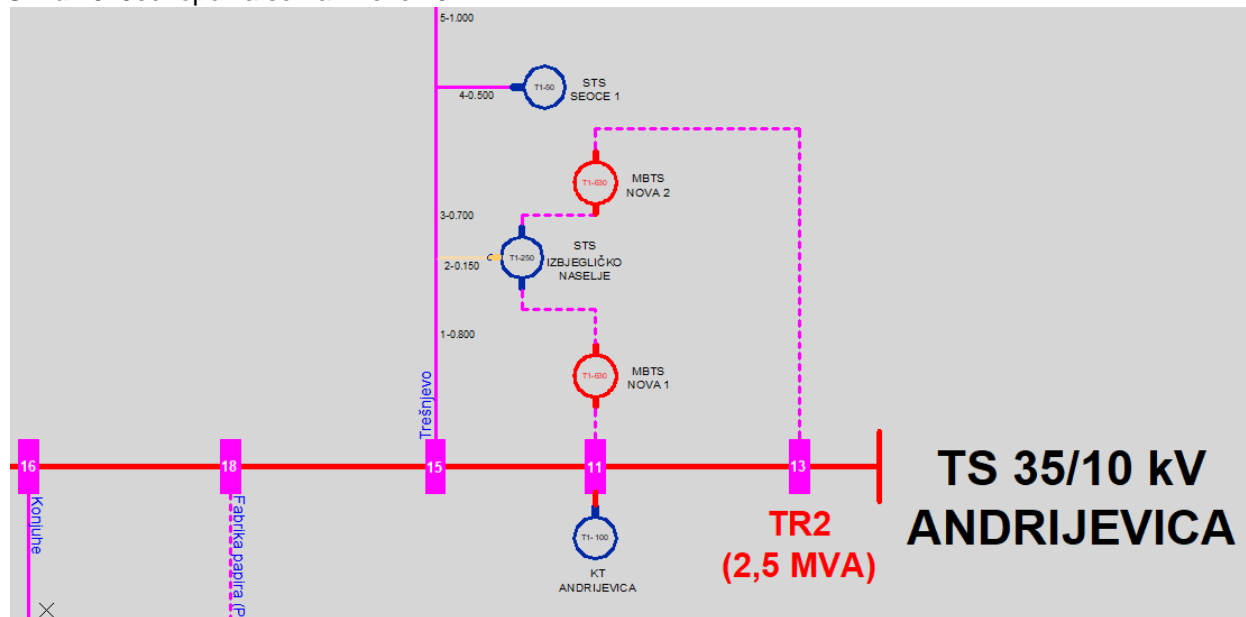 5-1.000
T1-50
STS
SEOCE 1
4-0.500
T1-630
MBTS
NOVA 2
3-0.700
STS
IZBJEGLIČKO
NASELJE
T1-250
2-0.150
1-0.800
T1-630
MBTS
NOVA 1
Trešnjevo
16
18
15
11
13
TS 35/10 kV
ANDRIJEVICA
Konjuhe
Fabrika papira (P
T1- 100
KT
ANDRIJEVICA
TR2
(2,5 MVA)